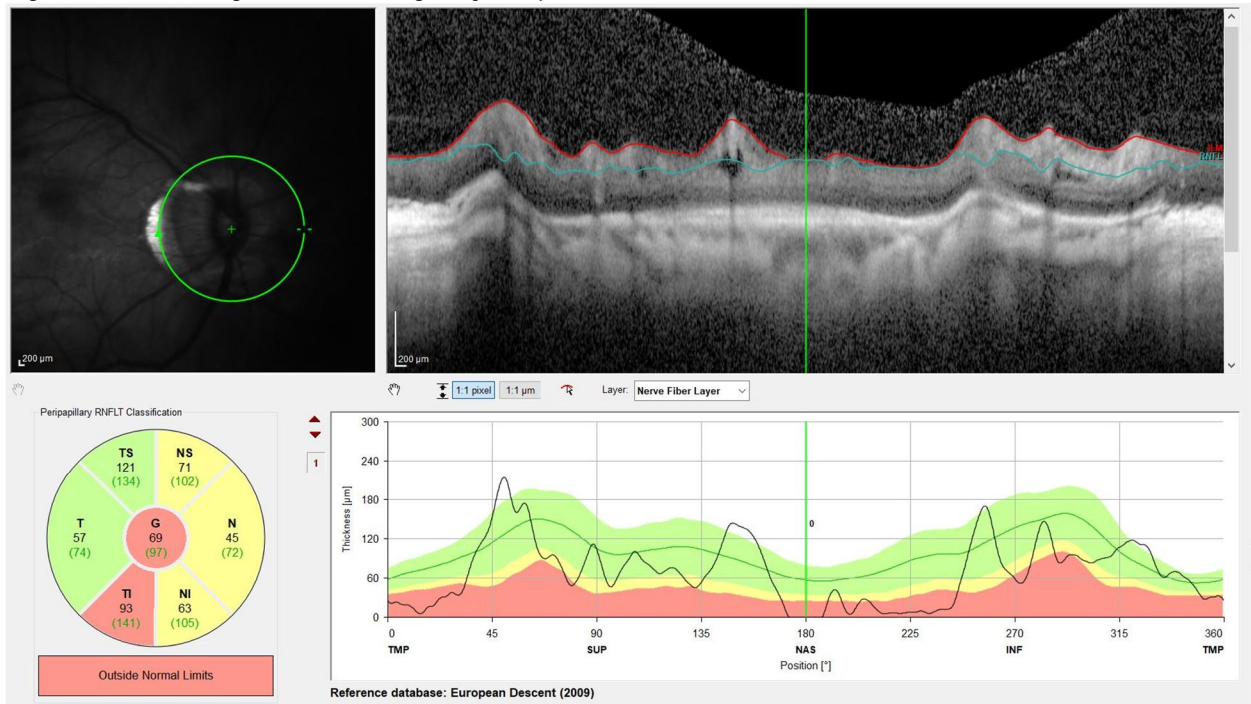 200 µm
ILM
RNFL
200 µm
1:1 pixel 1:1 µm Layer: Nerve Fiber Layer
Peripapillary RNFLT Classification
TS
121
(134)
NS
71
(102)
T
57
(74)
G
69
(97)
N
45
(72)
TI
93
(141)
NI
63
(105)
Outside Normal Limits
1
Thickness [µm]
300
240
180
120
60
0
0
0 45 90 135 180 225 270 315 360
TMP SUP NAS INF TMP
Position [°]
Reference database: European Descent (2009)